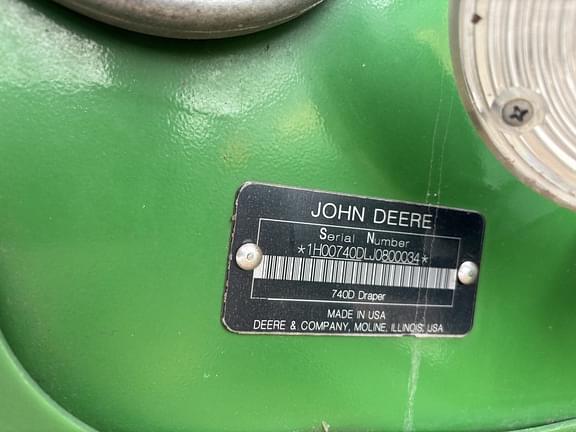 JOHN DEERE
Serial Number
*1H00740DLJ0800034*
740D Draper
MADE IN USA
DEERE & COMPANY, MOLINE, ILLINOIS, USA